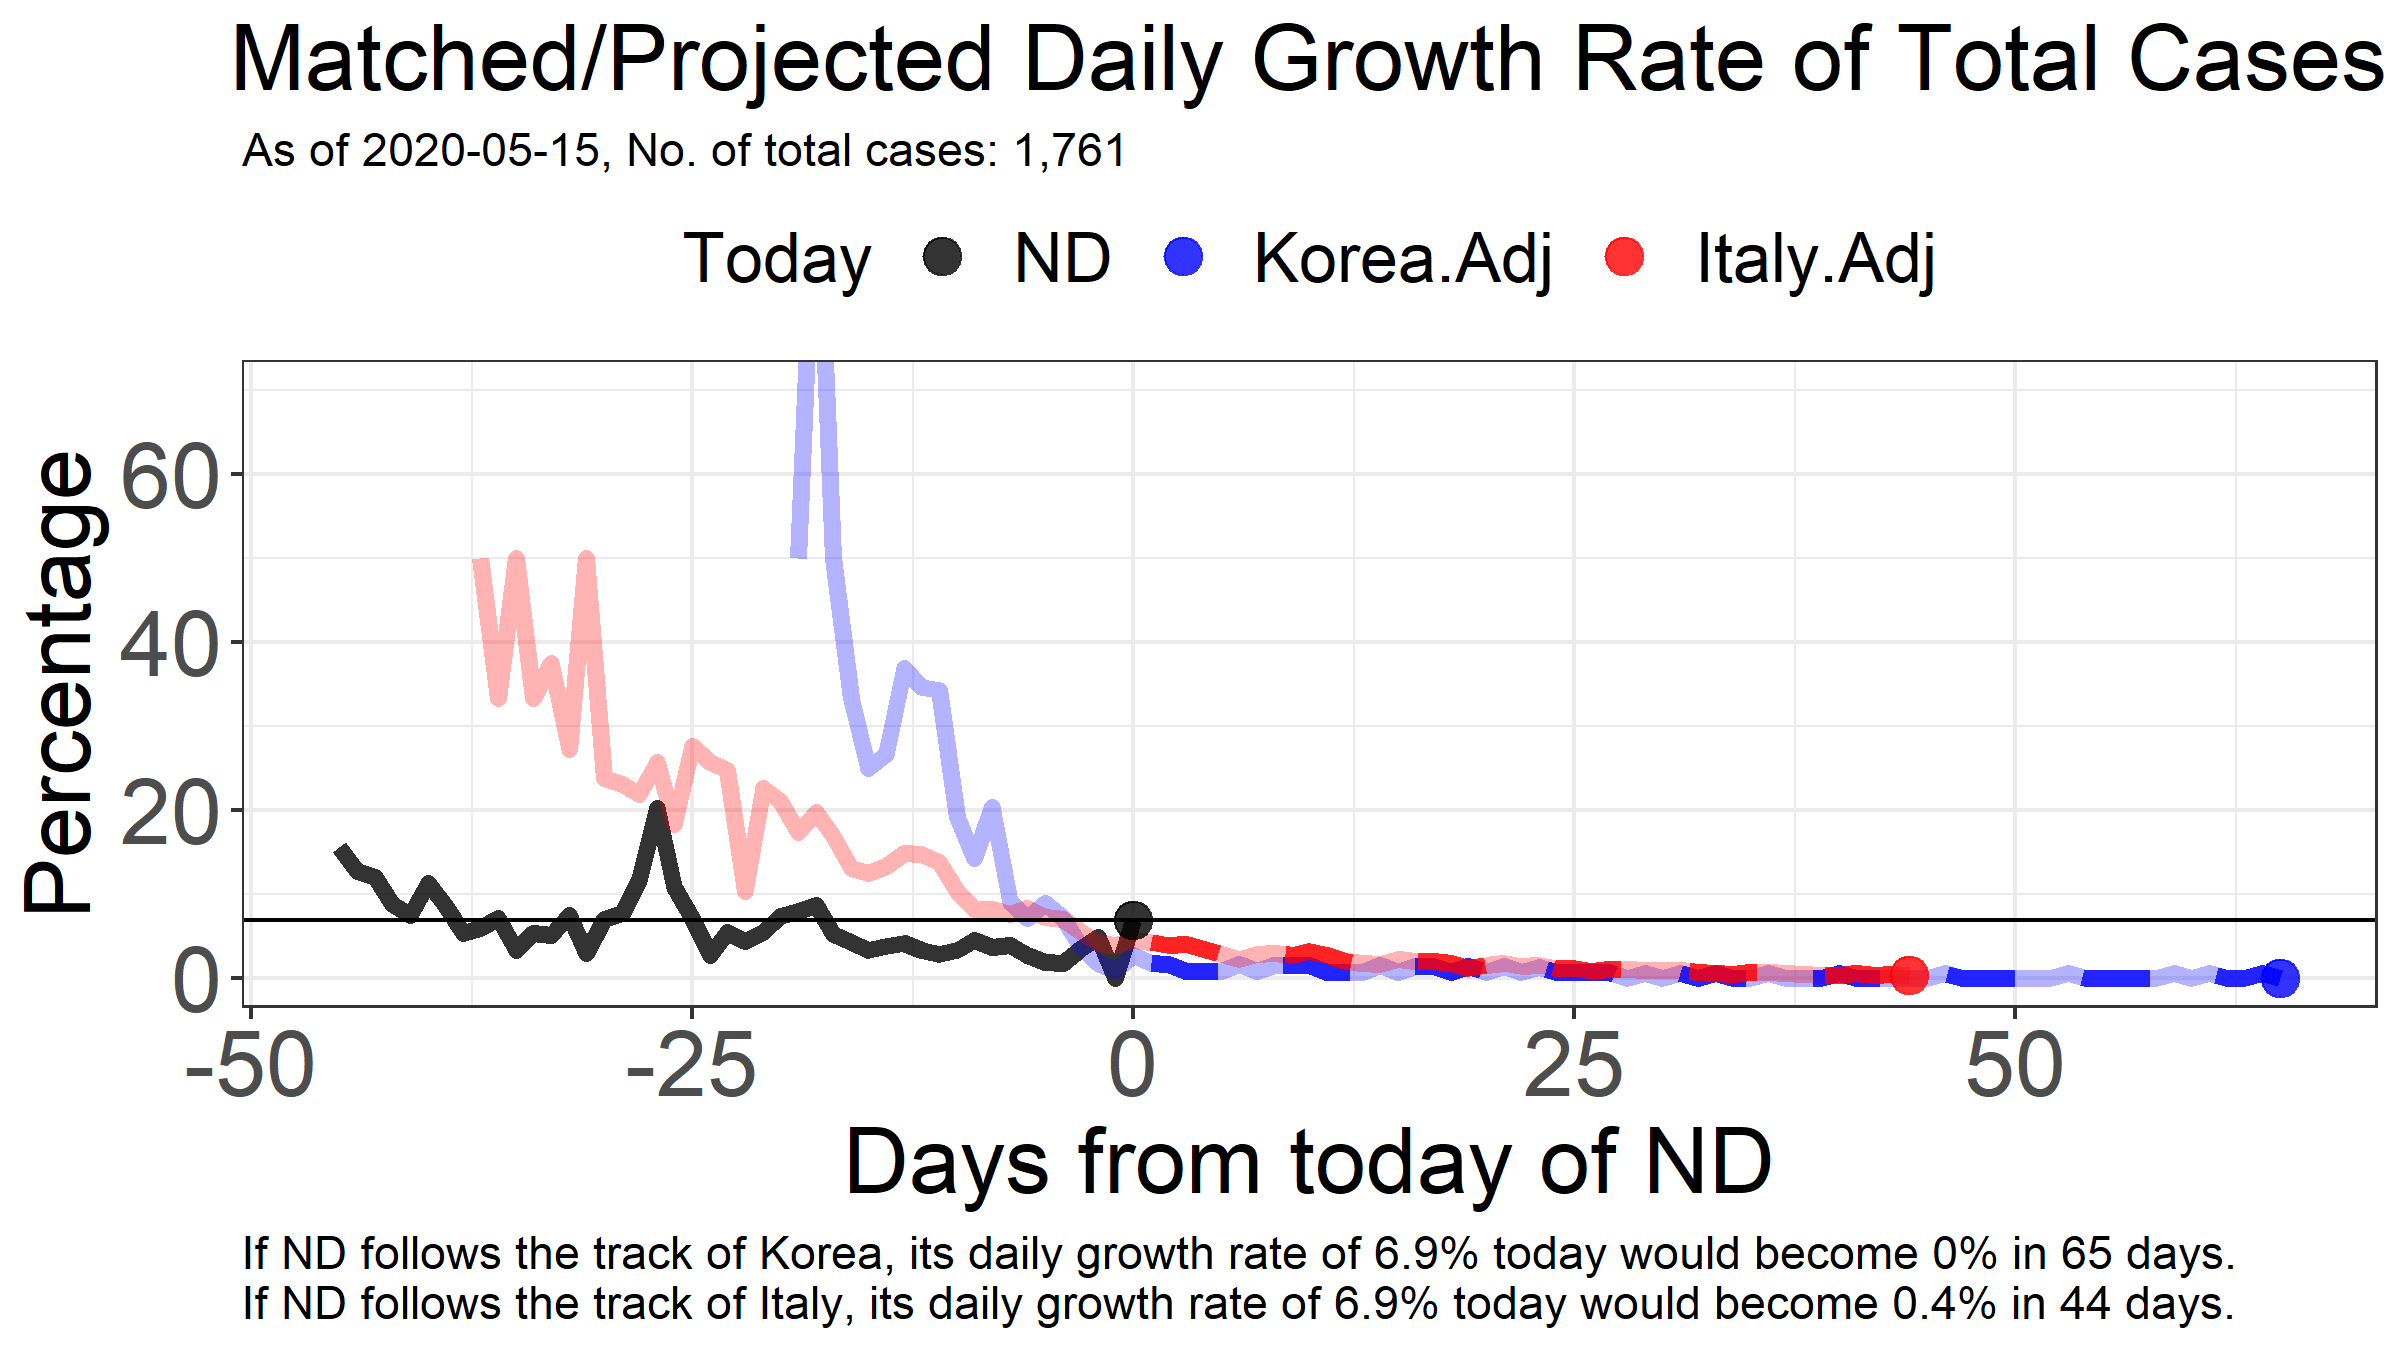 Matched/Projected Daily Growth Rate of Total Cases
As of 2020-05-15, No. of total cases: 1,761
Today ND Korea.Adj Italy.Adj
Percentage
60
40
20
0
-50 -25 0 25 50
Days from today of ND
If ND follows the track of Korea, its daily growth rate of 6.9% today would become 0% in 65 days.
If ND follows the track of Italy, its daily growth rate of 6.9% today would become 0.4% in 44 days.